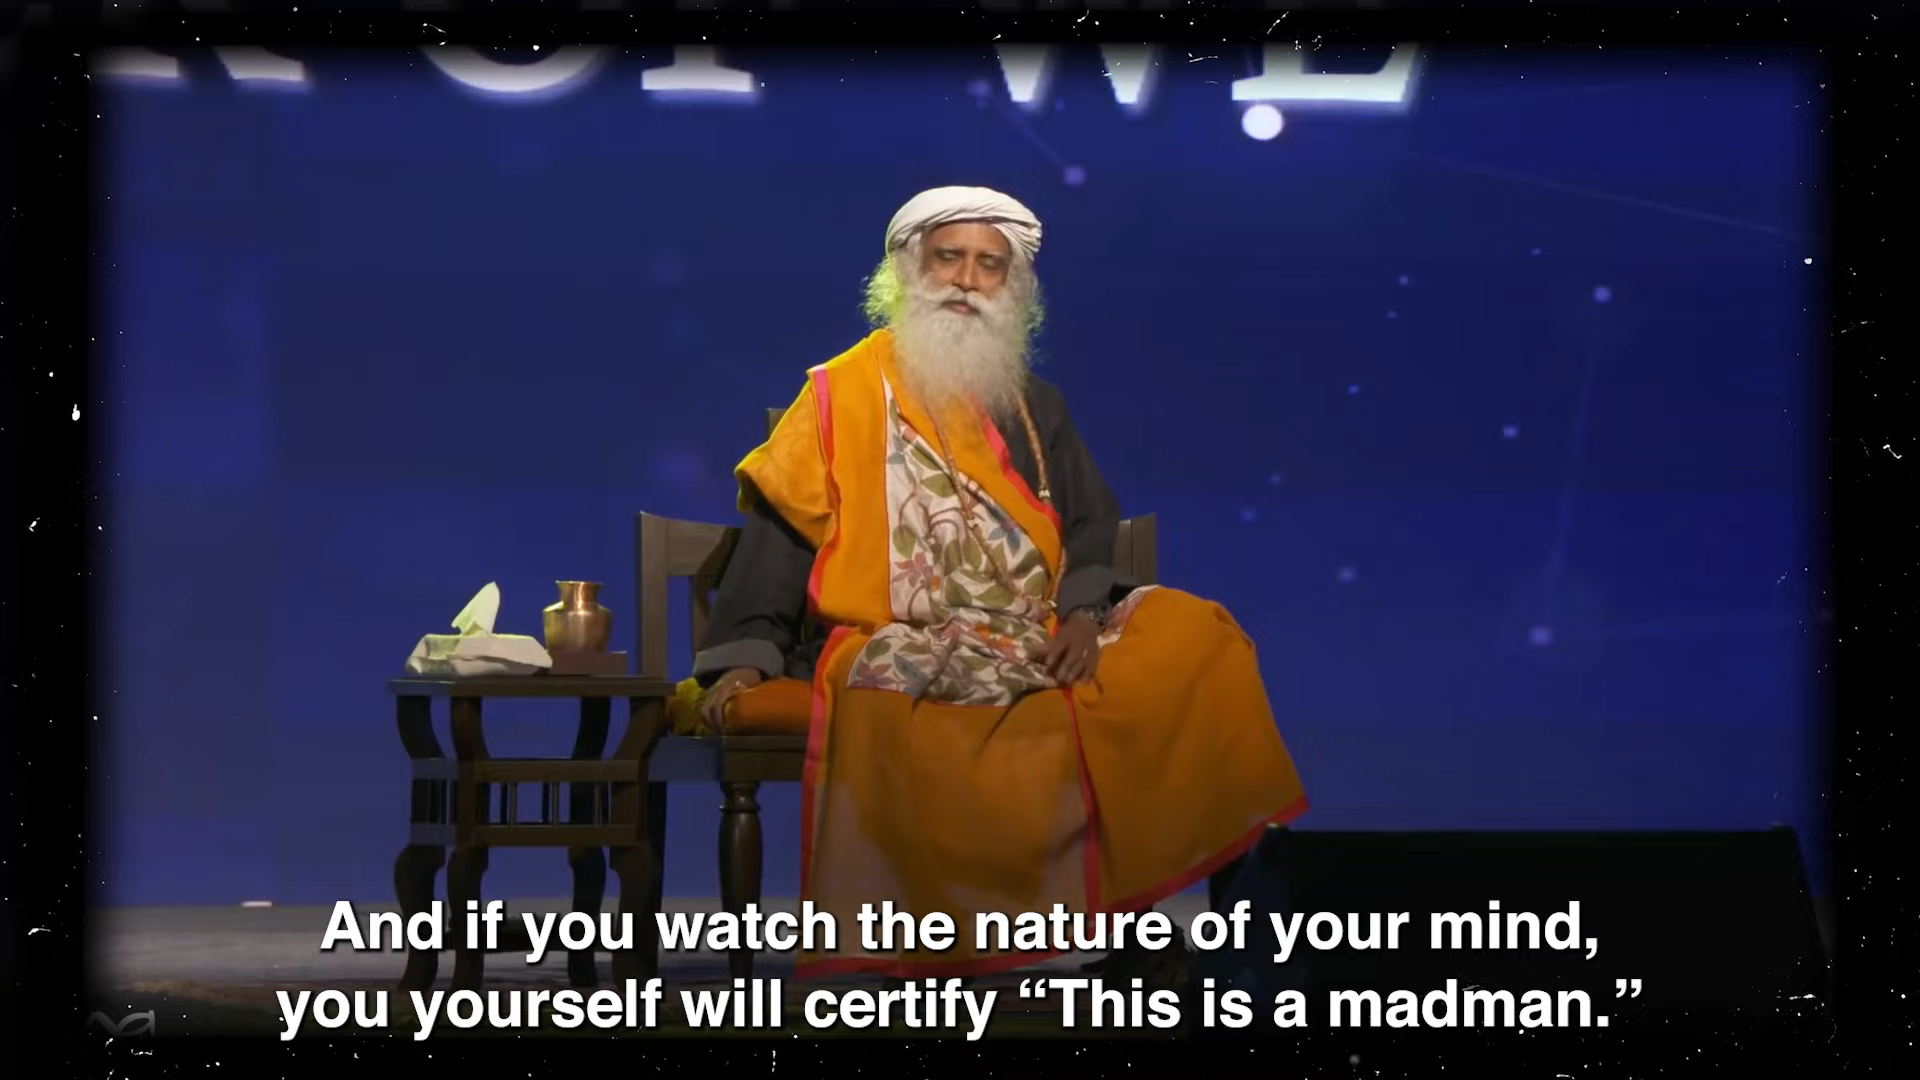 And if you watch the nature of your mind,
you yourself will certify “This is a madman.”